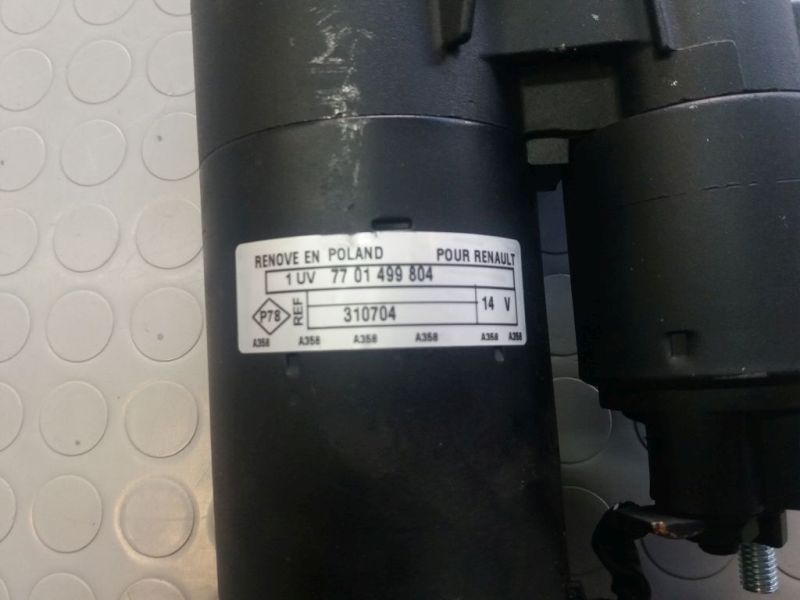 RENOVE EN POLAND POUR RENAULT
1 UV 77 01 499 804
P78 REF 310704 14 V
A358 A358 A358 A358 A358 A358